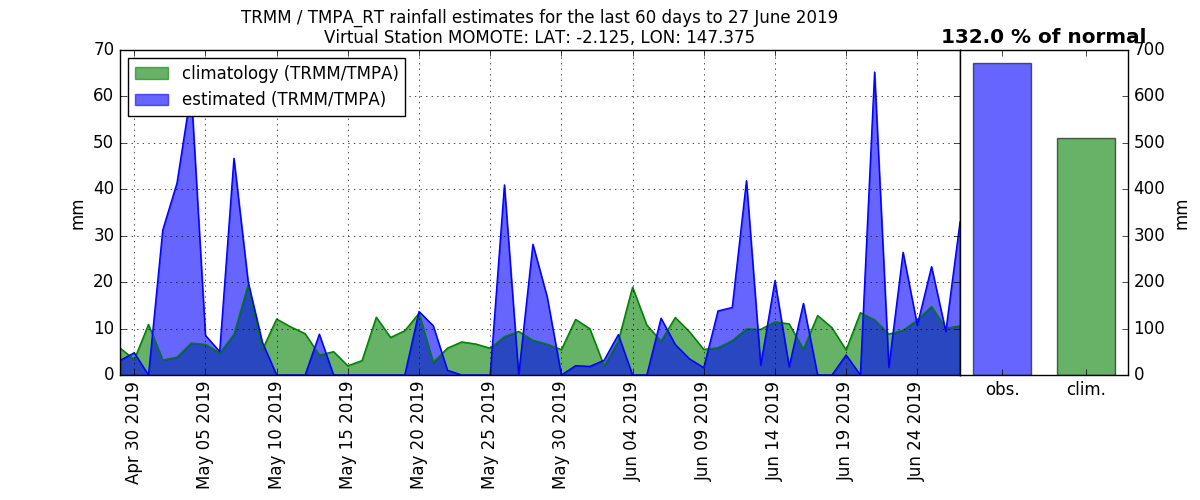 TRMM / TMPA_RT rainfall estimates for the last 60 days to 27 June 2019
Virtual Station MOMOTE: LAT: -2.125, LON: 147.375
132.0 % of normal
climatology (TRMM/TMPA)
estimated (TRMM/TMPA)
70
60
50
40
30
20
10
0
mm
700
600
500
400
300
200
100
0
mm
Apr 30 2019
May 05 2019
May 10 2019
May 15 2019
May 20 2019
May 25 2019
May 30 2019
Jun 04 2019
Jun 09 2019
Jun 14 2019
Jun 19 2019
Jun 24 2019
obs.
clim.